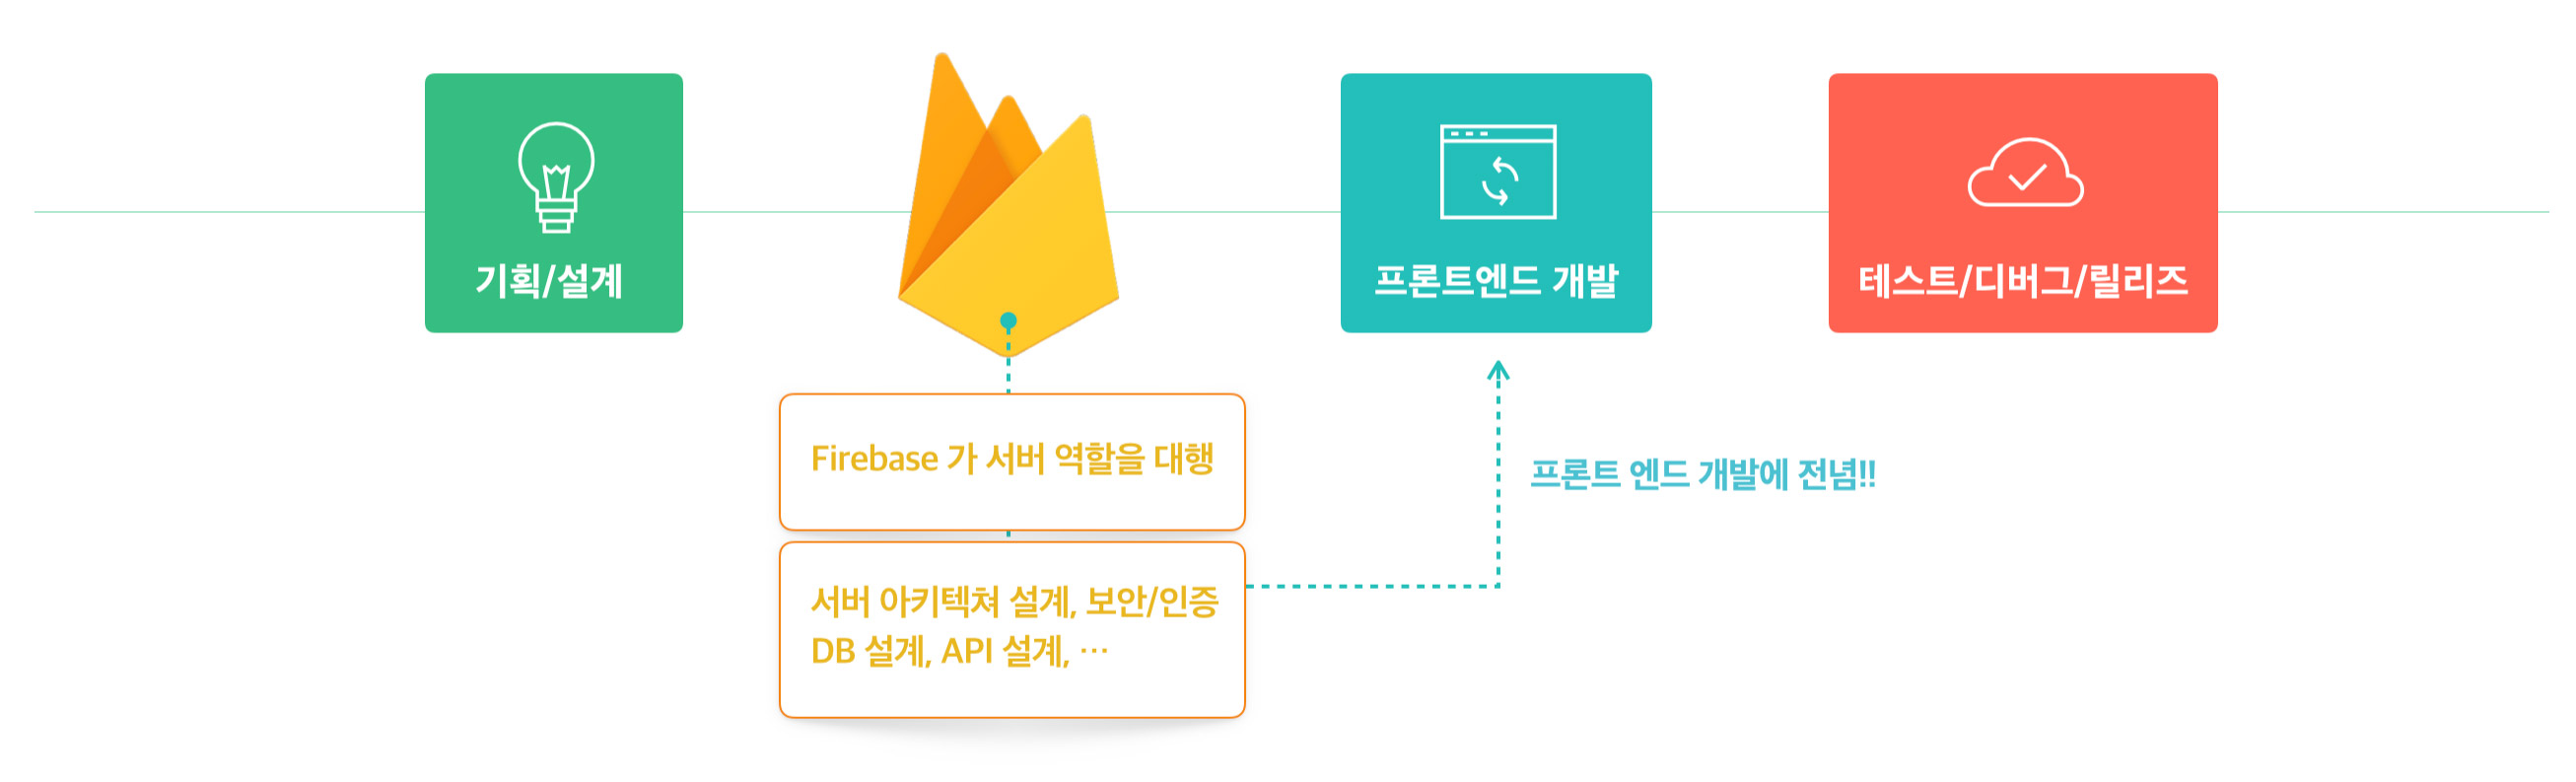 기획/설계
프론트엔드 개발
테스트/디버그/릴리즈
Firebase 가 서버 역할을 대행
프론트 엔드 개발에 전념!!
서버 아키텍쳐 설계, 보안/인증
DB 설계, API 설계, ⋯